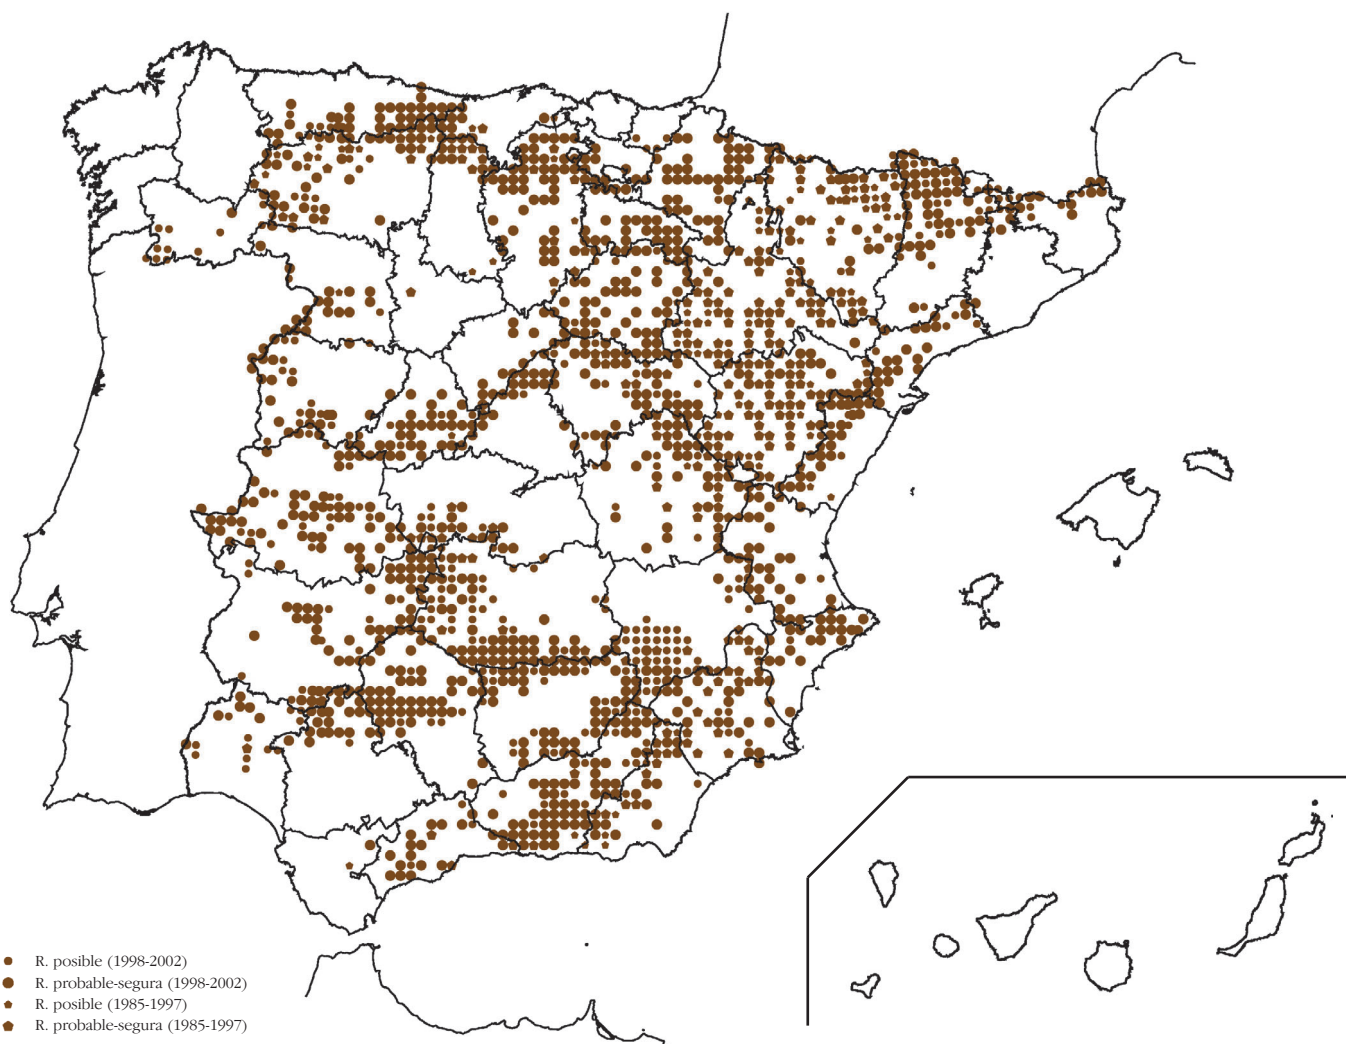 R. posible (1998-2002)
R. probable-segura (1998-2002)
R. posible (1985-1997)
R. probable-segura (1985-1997)